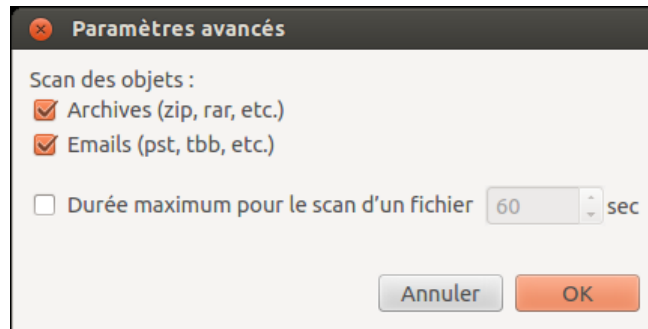 Paramètres avancés
Scan des objets :
Archives (zip, rar, etc.)
Emails (pst, tbb, etc.)
Durée maximum pour le scan d’un fichier 60 sec
Annuler OK